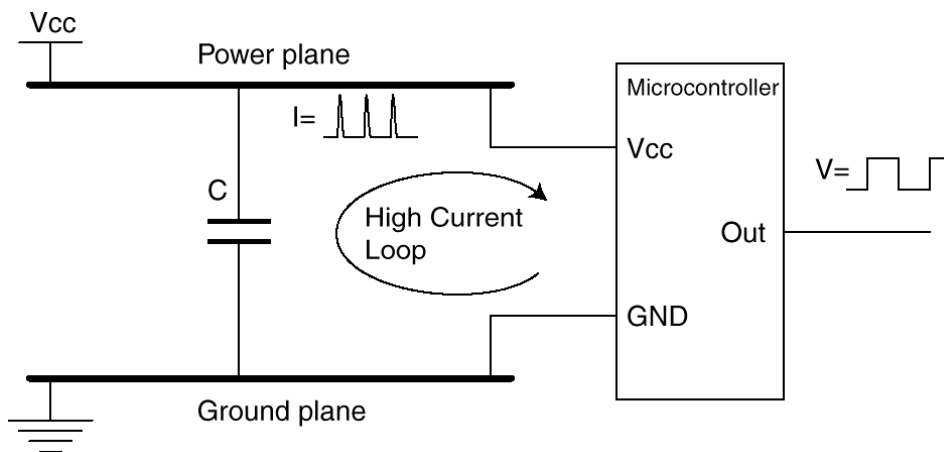 Vcc
Power plane
I=
Microcontroller
Vcc
V=
C
High Current
Loop
Out
GND
Ground plane